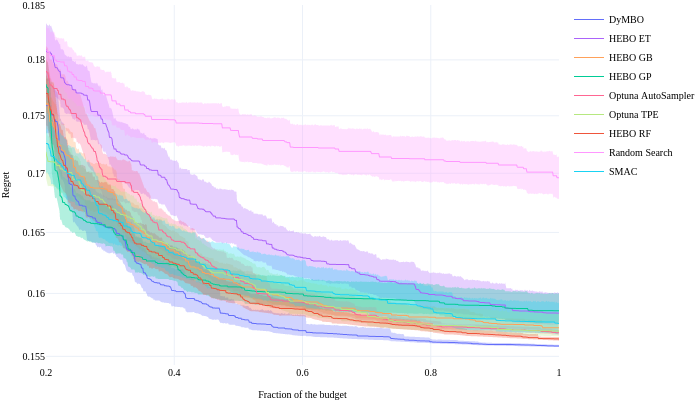 0.185
0.18
0.175
0.17
0.165
0.16
0.155
Regret
0.2
0.4
0.6
0.8
1
Fraction of the budget
DyMBO
HEBO ET
HEBO GB
HEBO GP
Optuna AutoSampler
Optuna TPE
HEBO RF
Random Search
SMAC